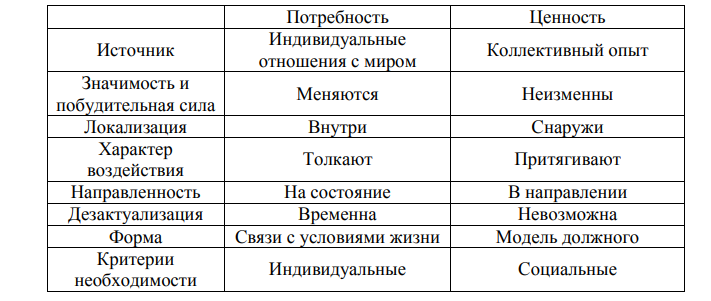 Потребность Ценность
Источник Индивидуальные отношения с миром Коллективный опыт
Значимость и побудительная сила Меняются Неизменны
Локализация Внутри Снаружи
Характер воздействия Толкают Притягивают
Направленность На состояние В направлении
Дезактуализация Временна Невозможна
Форма Связи с условиями жизни Модель должного
Критерии необходимости Индивидуальные Социальные